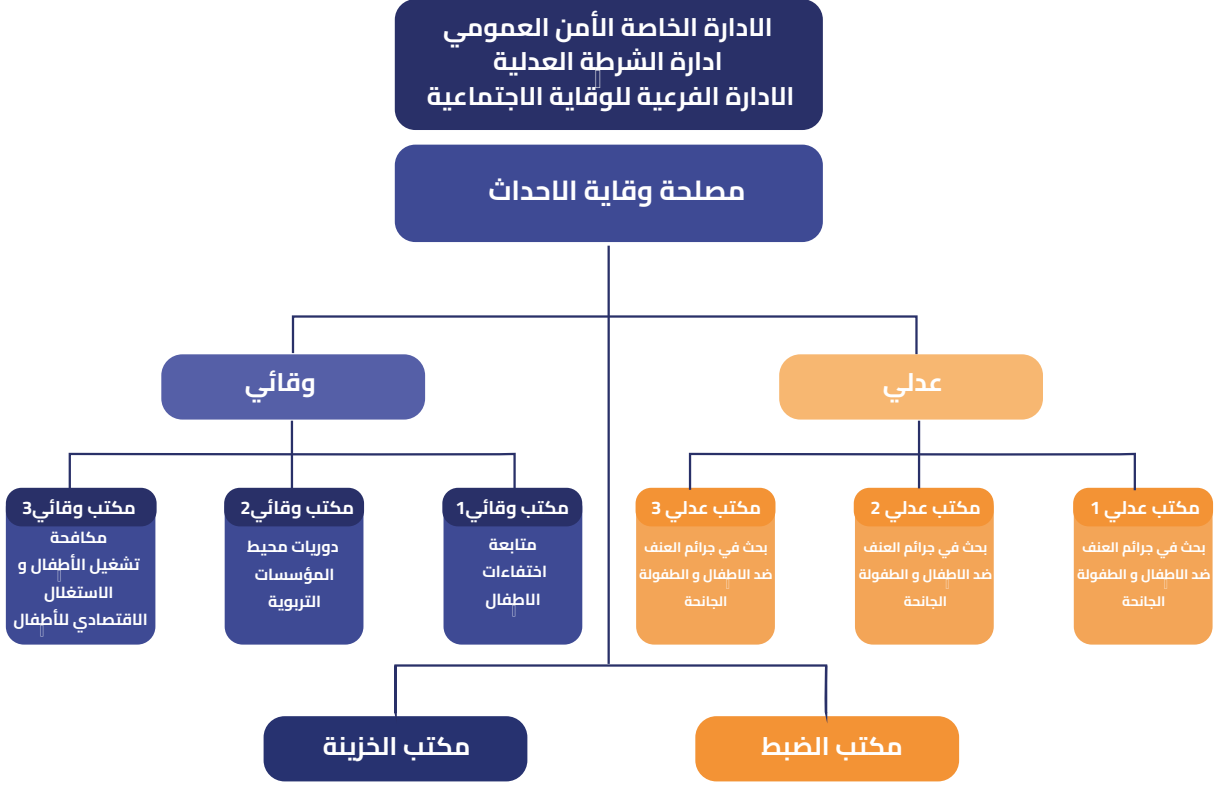 الادارة الخاصة الأمن العمومي
ادارة الشرطة العدلية
الادارة الفرعية للوقاية الاجتماعية
مصلحة وقاية الاحداث
عدلي
وقائي
مكتب عدلي 1
بحث في جرائم العنف
ضد الاطفال و الطفولة
الجانحة
مكتب عدلي 2
بحث في جرائم العنف
ضد الاطفال و الطفولة
الجانحة
مكتب عدلي 3
بحث في جرائم العنف
ضد الاطفال و الطفولة
الجانحة
مكتب وقائي1
متابعة
اختفاءات
الاطفال
مكتب وقائي2
دوريات محيط
المؤسسات
التربوية
مكتب وقائي3
مكافحة
تشغيل الأطفال و
الاستغلال
الاقتصادي للأطفال
مكتب الضبط
مكتب الخزينة